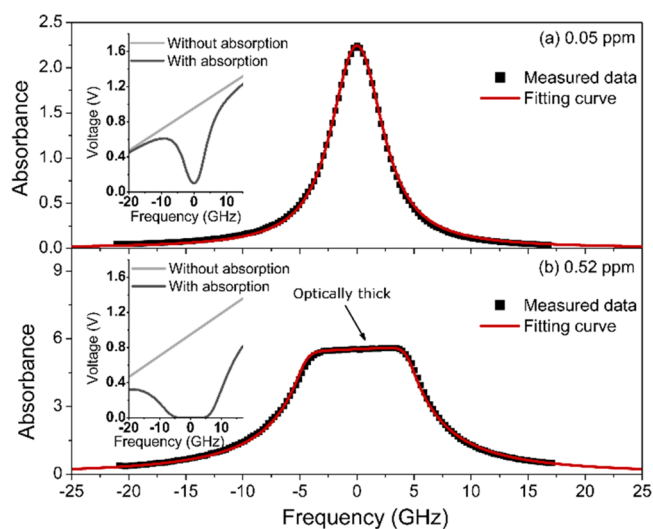 (a) 0.05 ppm
Measured data
Fitting curve
Without absorption
With absorption
Voltage (V)
1.6
1.2
0.8
0.4
0.0
-20 -10 0 10
Frequency (GHz)
Absorbance
2.5
2.0
1.5
1.0
0.5
0.0
(b) 0.52 ppm
Measured data
Fitting curve
Optically thick
Without absorption
With absorption
Voltage (V)
1.6
1.2
0.8
0.4
0.0
-20 -10 0 10
Frequency (GHz)
Absorbance
9
6
3
0
-25 -20 -15 -10 -5 0 5 10 15 20 25
Frequency (GHz)